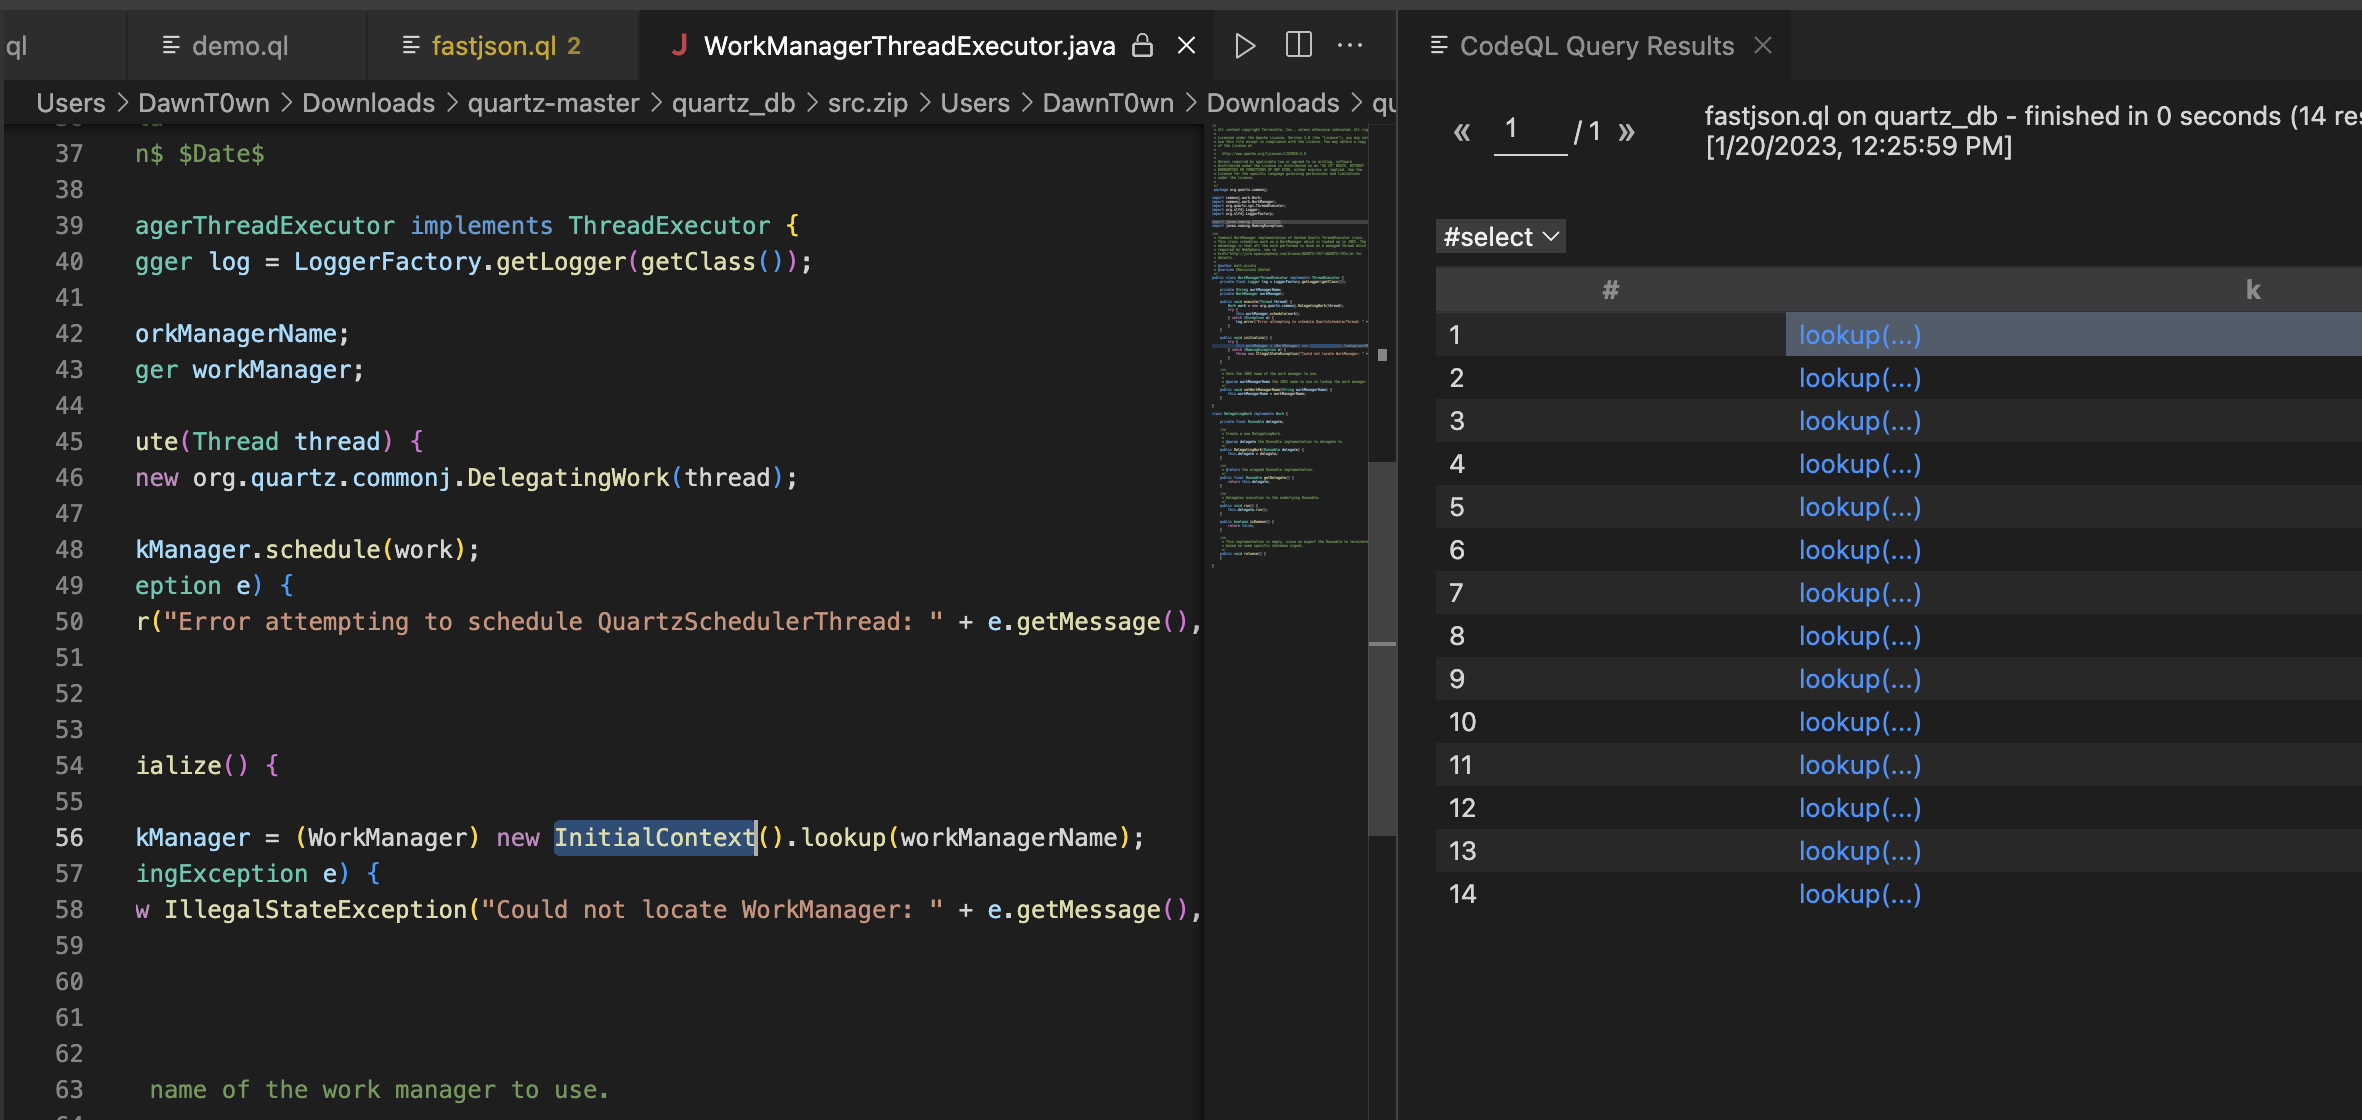 ql
demo.ql
fastjson.ql 2
J WorkManagerThreadExecutor.java
Users > DawnT0wn > Downloads > quartz-master > quartz_db > src.zip > Users > DawnT0wn > Downloads > qu
37 n$ $Date$
38
39 agerThreadExecutor implements ThreadExecutor {
40 gger log = LoggerFactory.getLogger(getClass());
41
42 orkManagerName;
43 ger workManager;
44
45 ute(Thread thread) {
46 new org.quartz.commonj.DelegatingWork(thread);
47
48 kManager.schedule(work);
49 eption e) {
50 r("Error attempting to schedule QuartzSchedulerThread: " + e.getMessage(),
51
52
53
54 ialize() {
55
56 kManager = (WorkManager) new InitialContext().lookup(workManagerName);
57 ingException e) {
58 w IllegalStateException("Could not locate WorkManager: " + e.getMessage(),
59
60
61
62
63 name of the work manager to use.
CodeQL Query Results
« 1 / 1 »
fastjson.ql on quartz_db - finished in 0 seconds (14 res
[1/20/2023, 12:25:59 PM]
#select
# k
1 lookup(...)
2 lookup(...)
3 lookup(...)
4 lookup(...)
5 lookup(...)
6 lookup(...)
7 lookup(...)
8 lookup(...)
9 lookup(...)
10 lookup(...)
11 lookup(...)
12 lookup(...)
13 lookup(...)
14 lookup(...)